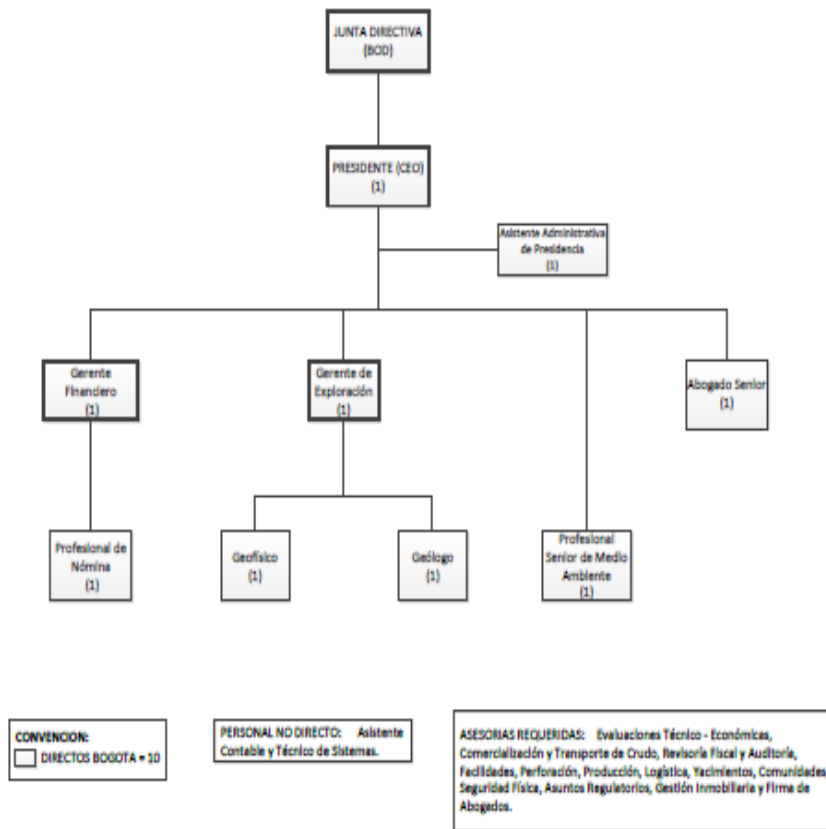 JUNTA DIRECTIVA
(BOD)
PRESIDENTE (CEO)
(1)
Asistente Administrativa
de Presidencia
(1)
Gerente
Financiero
(1)
Gerente de
Exploración
(1)
Abogado Senior
(1)
Profesional de
Nómina
(1)
Geofísico
(1)
Geólogo
(1)
Profesional
Senior de Medio
Ambiente
(1)
CONVENCION:
DIRECTOS BOGOTA = 10
PERSONAL NO DIRECTO: Asistente
Contable y Técnico de Sistemas.
ASESORIAS REQUERIDAS: Evaluaciones Técnico - Económicas,
Comercialización y Transporte de Crudo, Revisoría Fiscal y Auditoría,
Facilidades, Perforación, Producción, Logística, Yacimientos, Comunidades,
Seguridad Física, Asuntos Regulatorios, Gestión Inmobiliaria y Firma de
Abogados.